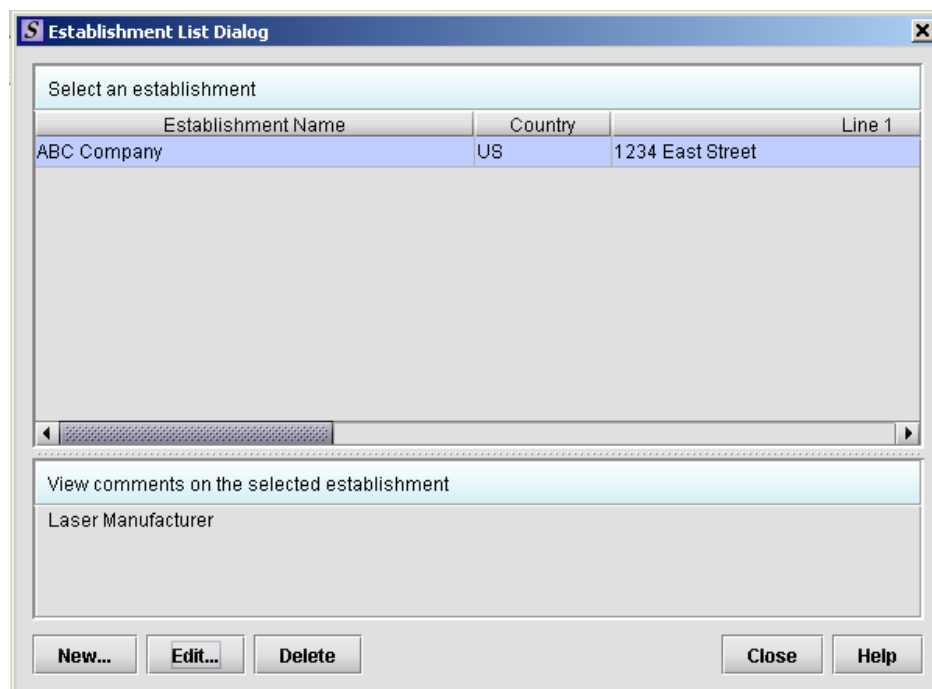 S Establishment List Dialog
Select an establishment
Establishment Name Country Line 1
ABC Company US 1234 East Street
View comments on the selected establishment
Laser Manufacturer
New... Edit... Delete Close Help